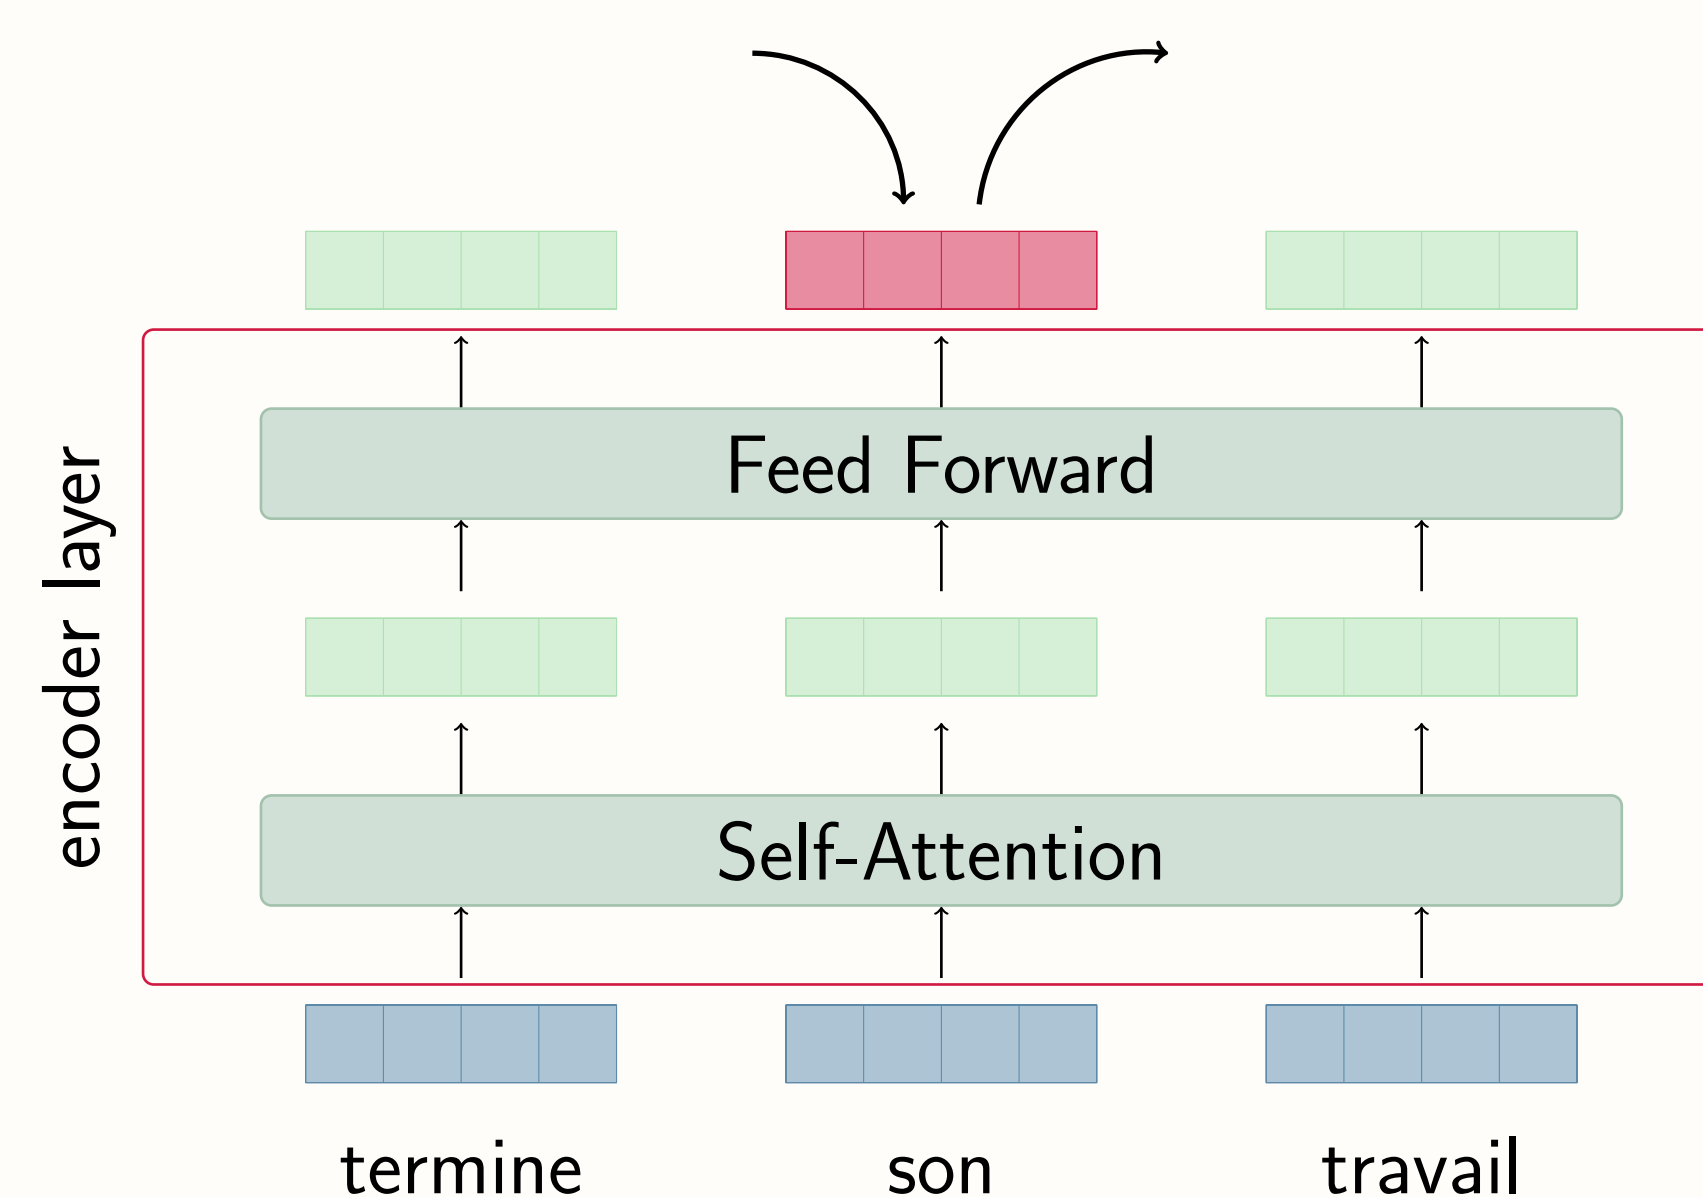 encoder layer
Feed Forward
Self-Attention
termine son travail